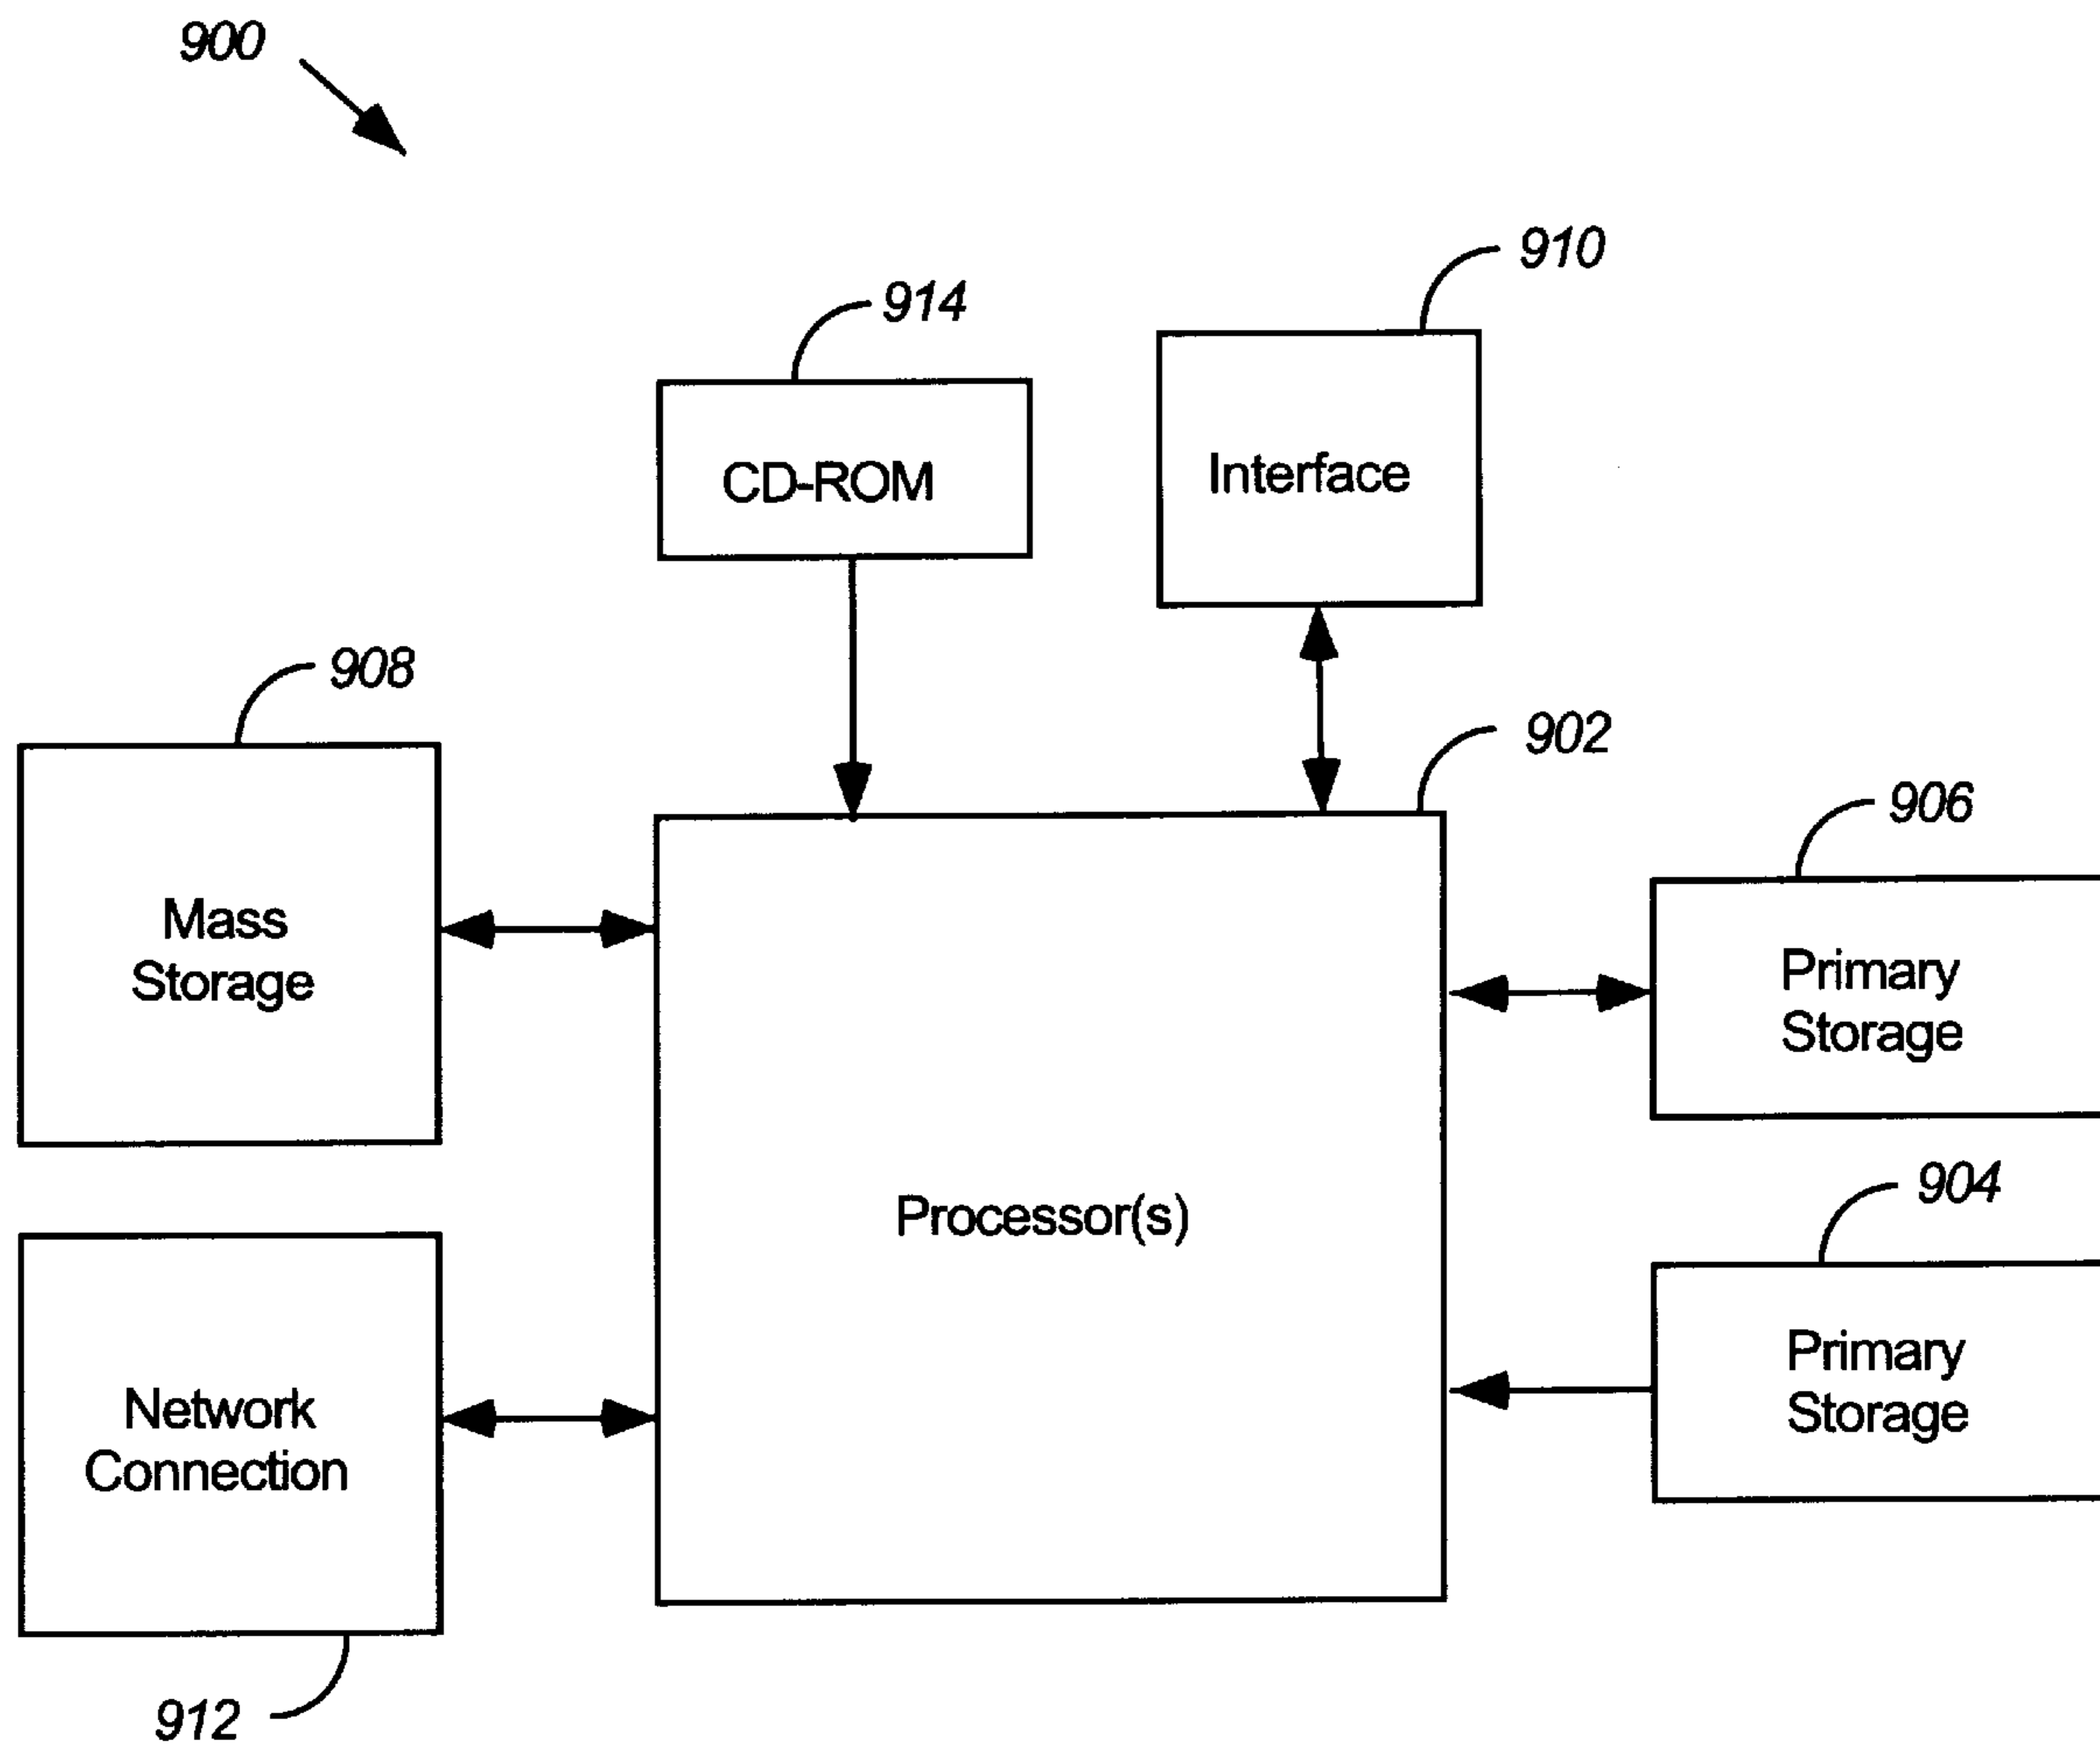 900
910
914
Interface
CD-ROM
908
902
906
Mass
Storage
Primary
Storage
904
Processor(s)
Primary
Storage
Network
Connection
912